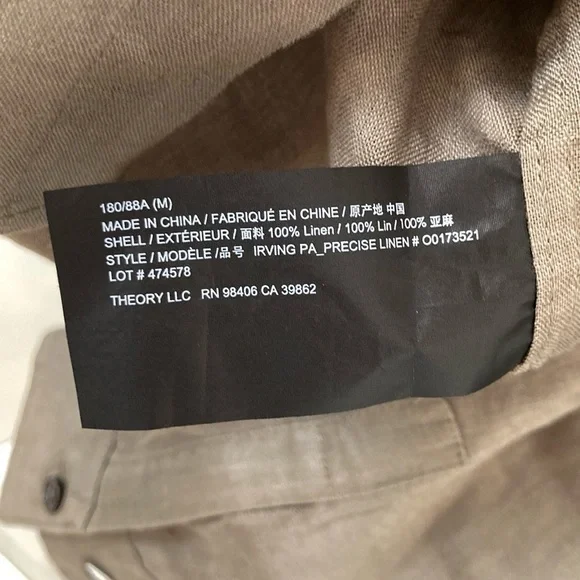 180/88A (M)
MADE IN CHINA / FABRIQUÉ EN CHINE / 原产地 中国
SHELL / EXTÉRIEUR / 面料 100% Linen / 100% Lin / 100% 亚麻
STYLE / MODÈLE / 品号 IRVING PA_PRECISE LINEN # O0173521
LOT # 474578
THEORY LLC RN 98406 CA 39862